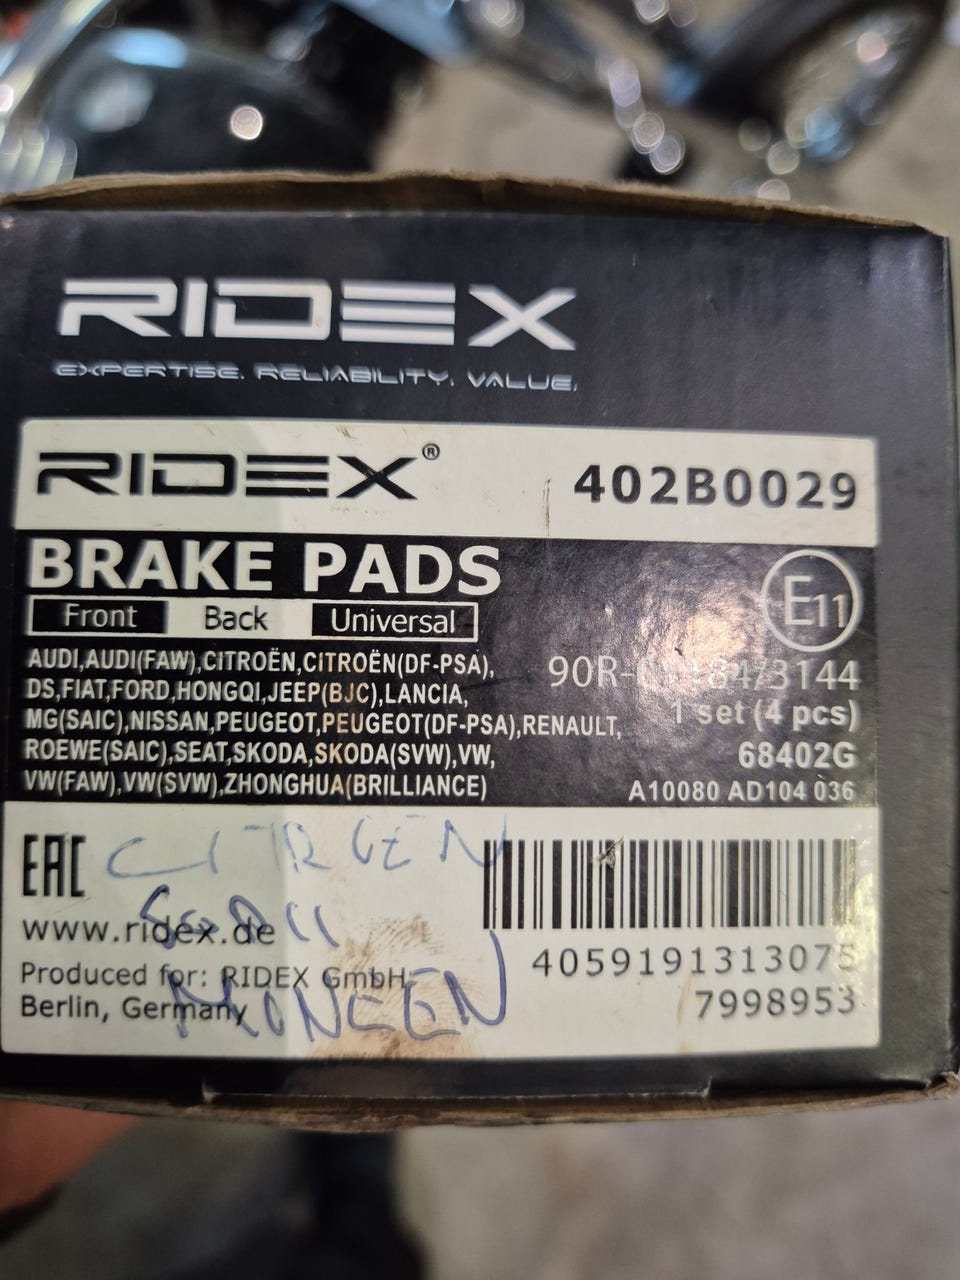 RIDEX
EXPERTISE. RELIABILITY. VALUE.
RIDEX® 402B0029
BRAKE PADS
Front Back Universal
E11
AUDI,AUDI(FAW),CITROËN,CITROËN(DF-PSA),
DS,FIAT,FORD,HONGQI,JEEP(BJC),LANCIA,
MG(SAIC),NISSAN,PEUGEOT,PEUGEOT(DF-PSA),RENAULT,
ROEWE(SAIC),SEAT,SKODA,SKODA(SVW),VW,
VW(FAW),VW(SVW),ZHONGHUA(BRILLIANCE)
1 set (4 pcs)
68402G
A10080 AD104 036
EAC
www.ridex.de
Produced for: RIDEX GmbH
Berlin, Germany
4059191313075
7998953